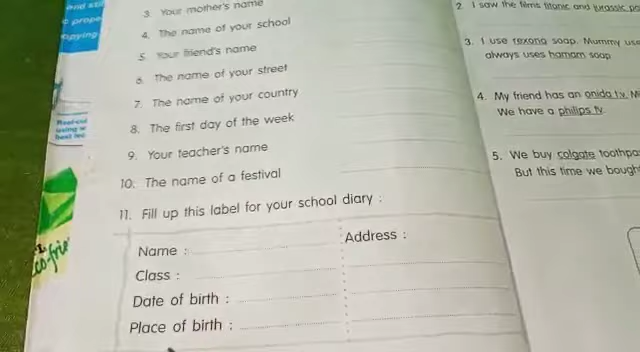 3. Your mother's name
4. The name of your school
5. Your friend's name
6. The name of your street
7. The name of your country
8. The first day of the week
9. Your teacher's name
10. The name of a festival
11. Fill up this label for your school diary :
Name :
Address :
Class :
Date of birth :
Place of birth :
2. I saw the films titanic and jurassic
3. I use rexona soap. Mummy use
always uses hamam soap
4. My friend has an onida t.v. M
We have a philips tv.
5. We buy colgate toothpa
But this time we bough